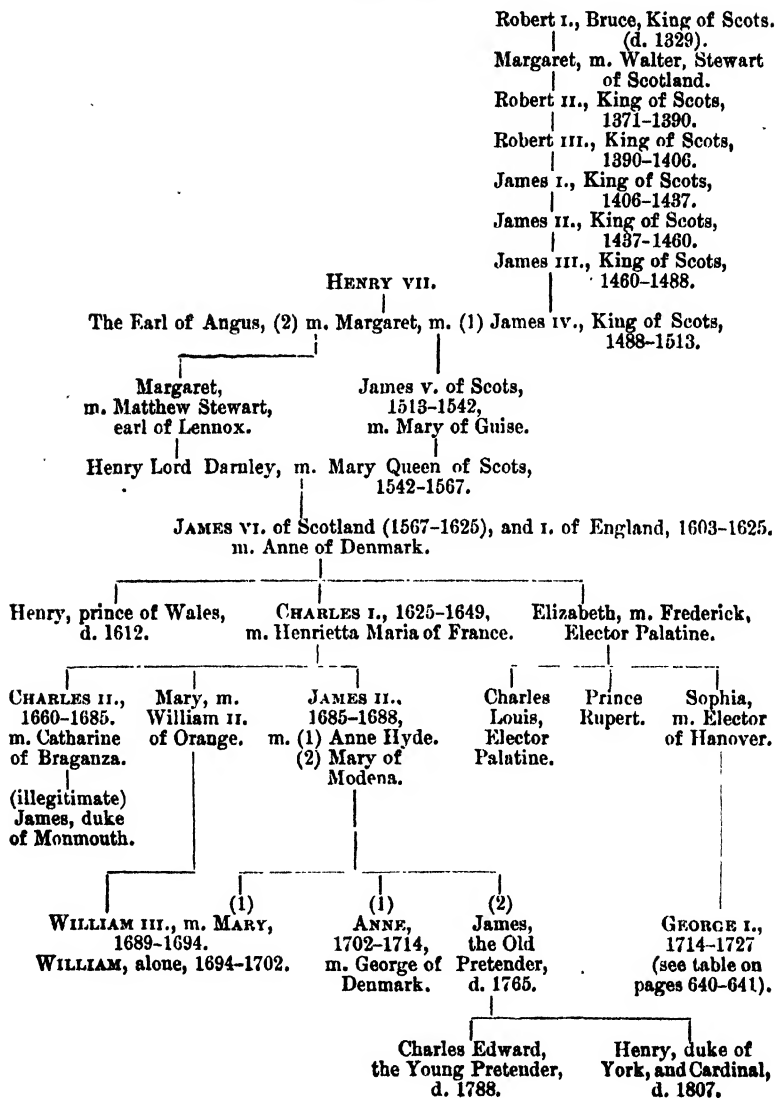 Robert I., Bruce, King of Scots.
(d. 1329).
Margaret, m. Walter, Stewart
of Scotland.
Robert II., King of Scots,
1371-1390.
Robert III., King of Scots,
1390-1406.
James I., King of Scots,
1406-1437.
James II., King of Scots,
1437-1460.
James III., King of Scots,
1460-1488.
HENRY VII.
The Earl of Angus, (2) m. Margaret, m. (1) James IV., King of Scots,
1488-1513.
Margaret,
m. Matthew Stewart,
earl of Lennox.
James V. of Scots,
1513-1542,
m. Mary of Guise.
Henry Lord Darnley, m. Mary Queen of Scots,
1542-1567.
JAMES VI. of Scotland (1567-1625), and I. of England, 1603-1625.
m. Anne of Denmark.
Henry, prince of Wales,
d. 1612.
CHARLES I., 1625-1649,
m. Henrietta Maria of France.
Elizabeth, m. Frederick,
Elector Palatine.
CHARLES II.,
1660-1685.
m. Catharine
of Braganza.
(illegitimate)
James, duke
of Monmouth.
Mary, m.
William II.
of Orange.
JAMES II.,
1685-1688,
m. (1) Anne Hyde.
(2) Mary of
Modena.
Charles
Louis,
Elector
Palatine.
Prince
Rupert.
Sophia,
m. Elector
of Hanover.
(1)
WILLIAM III., m. MARY,
1689-1694.
WILLIAM, alone, 1694-1702.
(1)
ANNE,
1702-1714,
m. George of
Denmark.
(2)
James,
the Old
Pretender,
d. 1765.
GEORGE I.,
1714-1727
(see table on
pages 640-641).
Charles Edward,
the Young Pretender,
d. 1788.
Henry, duke of
York, and Cardinal,
d. 1807.